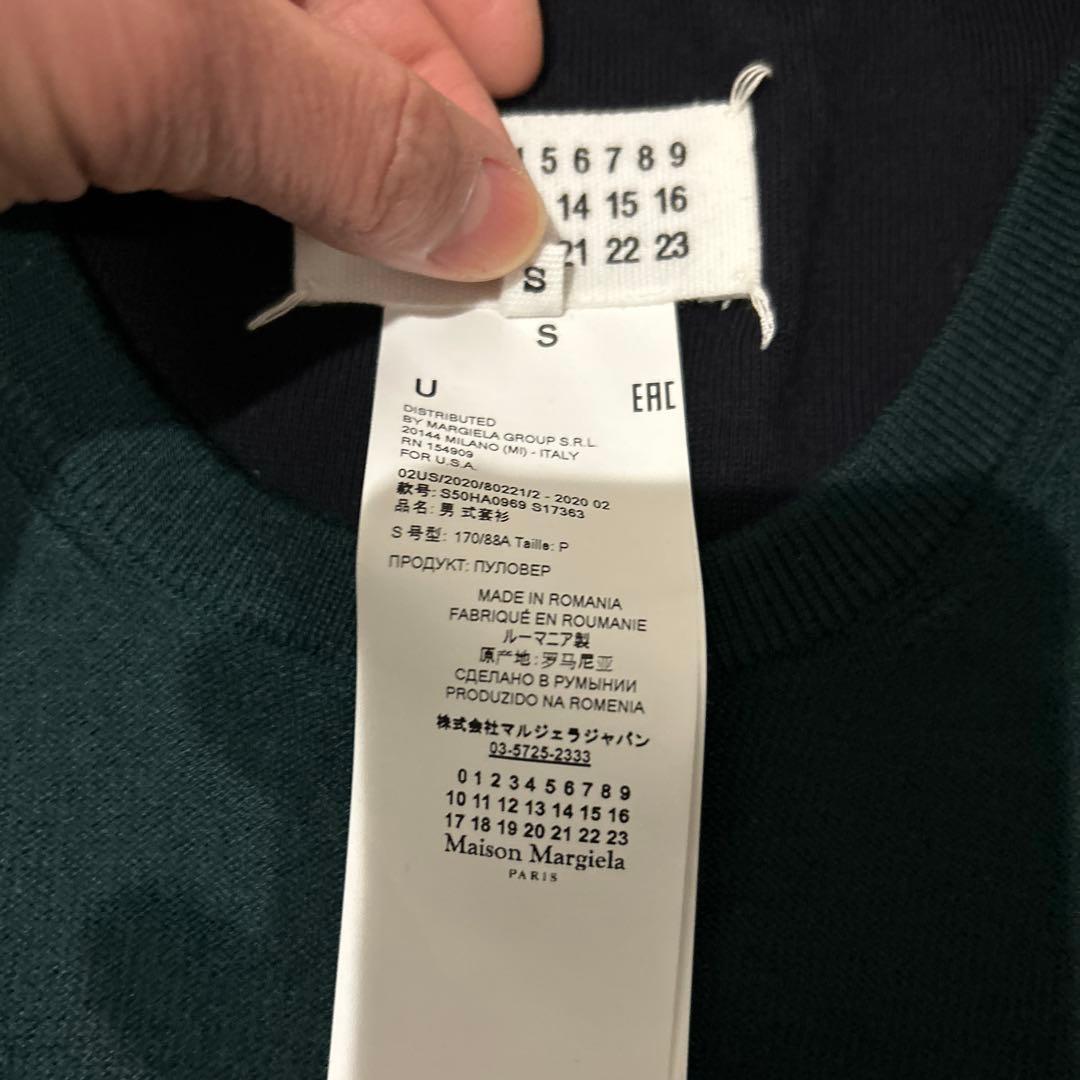 5 6 7 8 9
14 15 16
21 22 23
S
S
U
EAC
DISTRIBUTED
BY MARGIELA GROUP S.R.L.
20144 MILANO (MI) - ITALY
RN 154909
FOR U.S.A.
02US/2020/80221/2 - 2020 02
款号: S50HA0969 S17363
品名: 男 式套衫
S 号型: 170/88A Taille: P
ПРОДУКТ: ПУЛОВЕР
MADE IN ROMANIA
FABRIQUÉ EN ROUMANIE
ルーマニア製
原产地:罗马尼亚
СДЕЛАНО В РУМЫНИИ
PRODUZIDO NA ROMENIA
株式会社マルジェラジャパン
03-5725-2333
0 1 2 3 4 5 6 7 8 9
10 11 12 13 14 15 16
17 18 19 20 21 22 23
Maison Margiela
PARIS